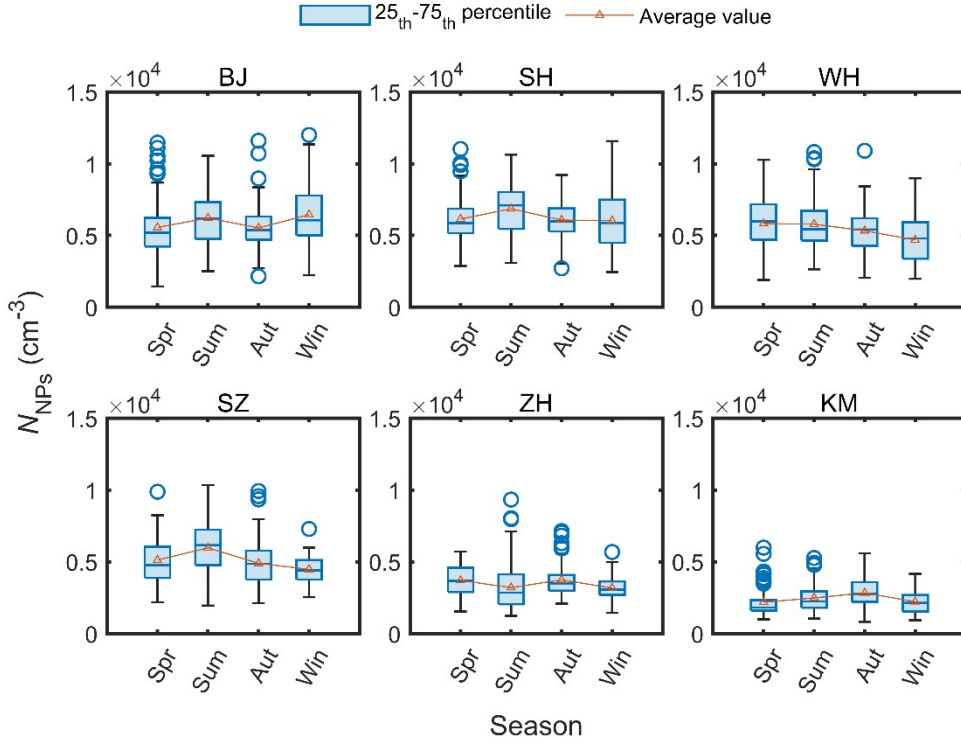 25th-75th percentile Average value
BJ SH WH
×10^4 ×10^4 ×10^4
1.5 1.5 1.5
1 1 1
0.5 0.5 0.5
0 0 0
Spr Sum Aut Win Spr Sum Aut Win Spr Sum Aut Win
SZ ZH KM
×10^4 ×10^4 ×10^4
1.5 1.5 1.5
1 1 1
0.5 0.5 0.5
0 0 0
Spr Sum Aut Win Spr Sum Aut Win Spr Sum Aut Win
N_NPs (cm^-3)
Season